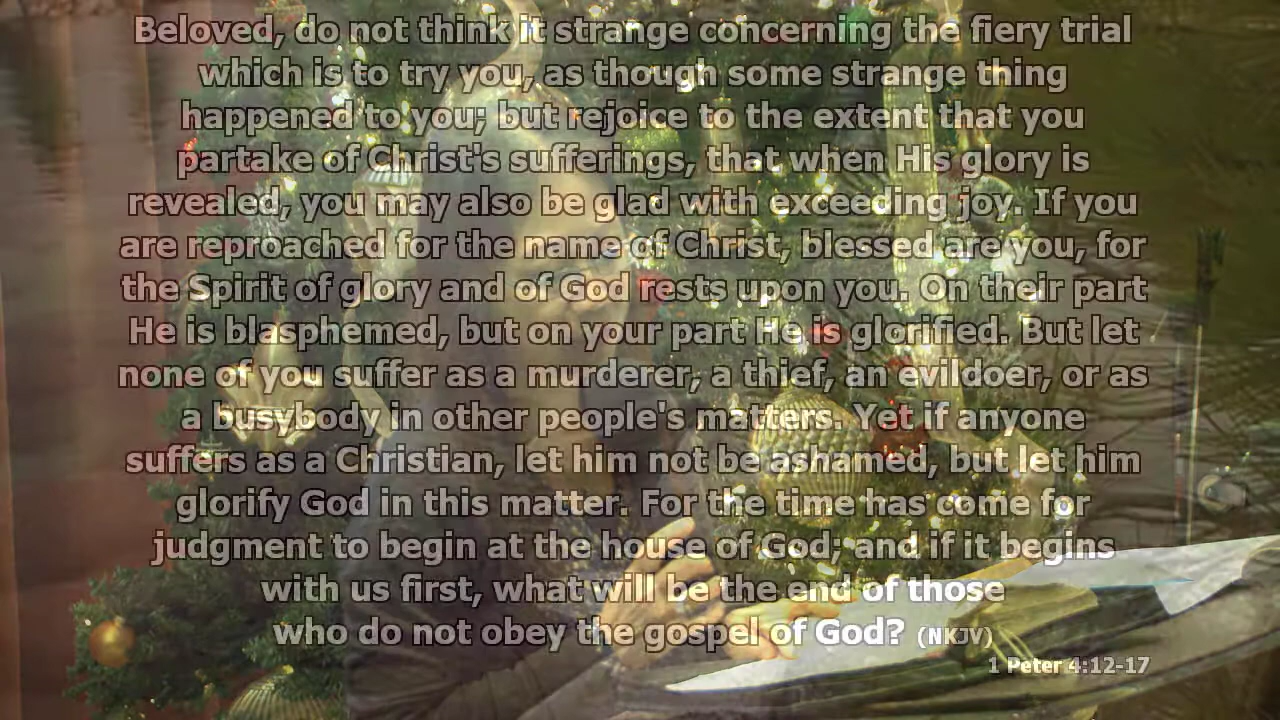 Beloved, do not think it strange concerning the fiery trial
which is to try you, as though some strange thing
happened to you; but rejoice to the extent that you
partake of Christ's sufferings, that when His glory is
revealed, you may also be glad with exceeding joy. If you
are reproached for the name of Christ, blessed are you, for
the Spirit of glory and of God rests upon you. On their part
He is blasphemed, but on your part He is glorified. But let
none of you suffer as a murderer, a thief, an evildoer, or as
a busybody in other people's matters. Yet if anyone
suffers as a Christian, let him not be ashamed, but let him
glorify God in this matter. For the time has come for
judgment to begin at the house of God; and if it begins
with us first, what will be the end of those
who do not obey the gospel of God? (NKJV)
1 Peter 4:12-17